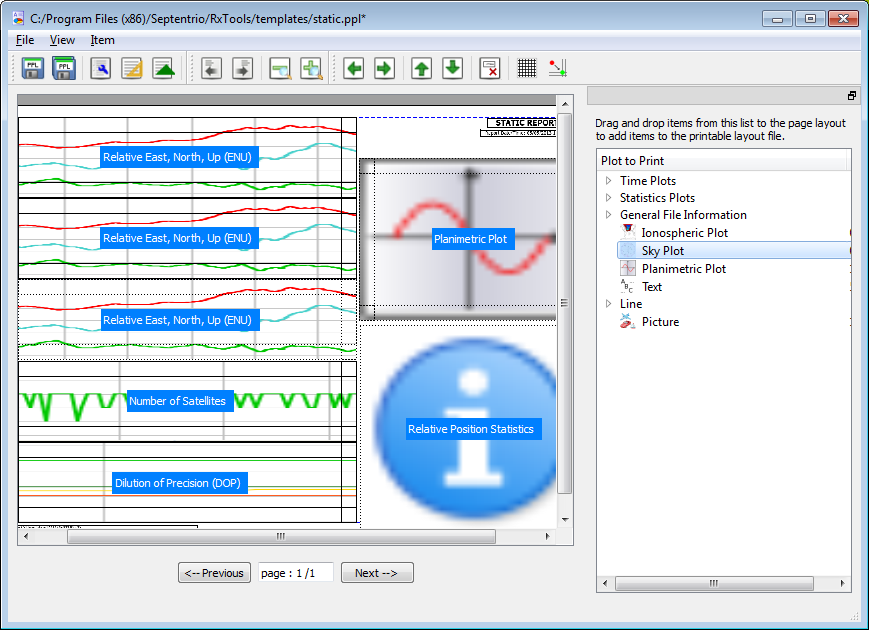 C:/Program Files (x86)/Septentrio/RxTools/templates/static.ppl*
File View Item
PPL PPL
Drag and drop items from this list to the page layout
to add items to the printable layout file.
Plot to Print
Time Plots
Statistics Plots
General File Information
Ionospheric Plot
Sky Plot
Planimetric Plot
Text
Line
Picture
STATIC REPOR
Relative East, North, Up (ENU)
Relative East, North, Up (ENU)
Relative East, North, Up (ENU)
Number of Satellites
Dilution of Precision (DOP)
Planimetric Plot
Relative Position Statistics
<-- Previous
page : 1 /1
Next -->